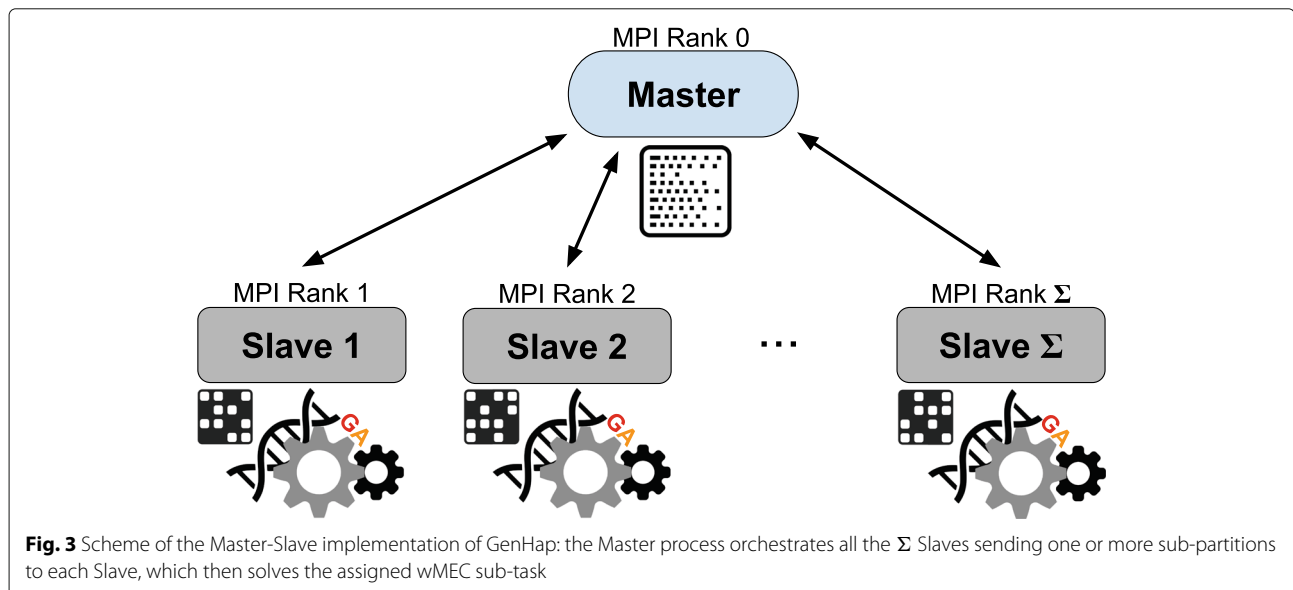 MPI Rank 0
Master
MPI Rank 1
MPI Rank 2
MPI Rank Σ
Slave 1
Slave 2
...
Slave Σ
GA
GA
GA
Fig. 3 Scheme of the Master-Slave implementation of GenHap: the Master process orchestrates all the Σ Slaves sending one or more sub-partitions
to each Slave, which then solves the assigned wMEC sub-task